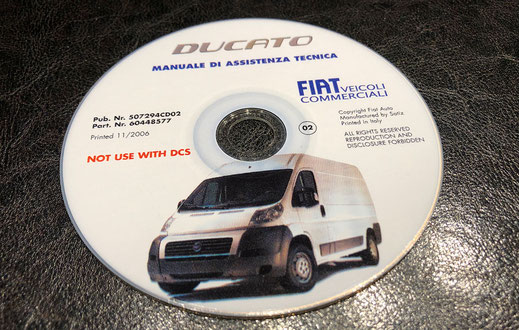 DUCATO
MANUALE DI ASSISTENZA TECNICA
FIAT VEICOLI
COMMERCIALI
Pub. Nr. 507294CD02
Part. Nr. 60448577
Printed 11/2006
NOT USE WITH DCS
02
Copyright Fiat Auto
Manufactured by Satiz
Printed in Italy
ALL RIGHTS RESERVED
REPRODUCTION AND
DISCLOSURE FORBIDDEN